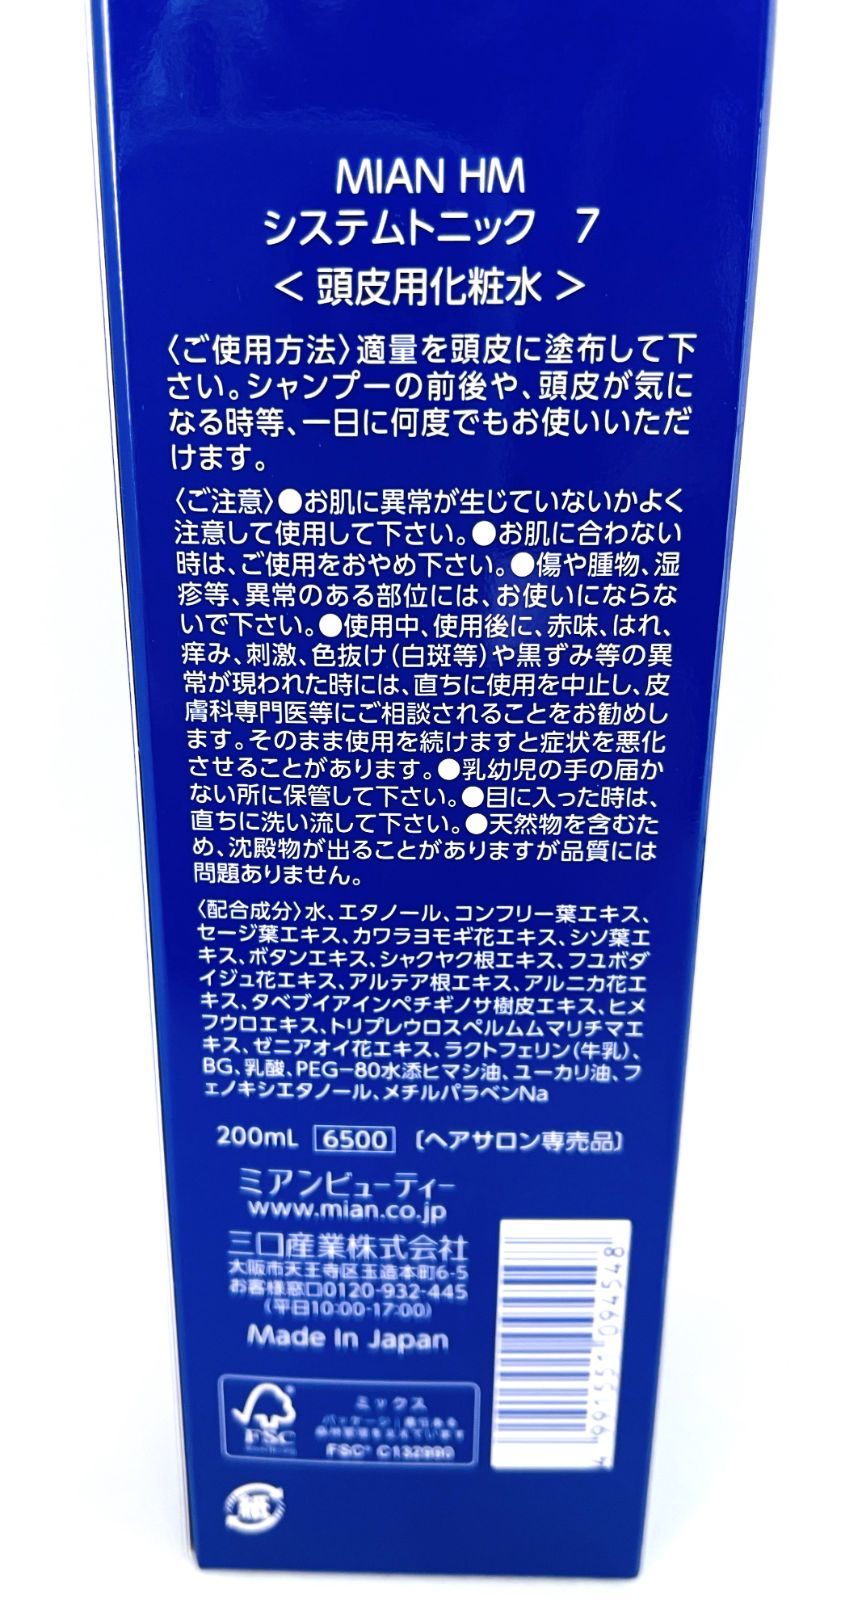 MIAN HM
システムトニック 7
＜ 頭皮用化粧水 ＞
〈ご使用方法〉適量を頭皮に塗布して下
さい。シャンプーの前後や、頭皮が気に
なる時等、一日に何度でもお使いいただ
けます。
〈ご注意〉●お肌に異常が生じていないかよく
注意して使用して下さい。●お肌に合わない
時は、ご使用をおやめ下さい。●傷や腫物、湿
疹等、異常のある部位には、お使いにならな
いで下さい。●使用中、使用後に、赤味、はれ、
痒み、刺激、色抜け（白斑等）や黒ずみ等の異
常が現われた時には、直ちに使用を中止し、皮
膚科専門医等にご相談されることをお勧めし
ます。そのまま使用を続けますと症状を悪化
させることがあります。●乳幼児の手の届か
ない所に保管して下さい。●目に入った時は、
直ちに洗い流して下さい。●天然物を含むた
め、沈殿物が出ることがありますが品質には
問題ありません。
〈配合成分〉水、エタノール、コンフリー葉エキス、
セージ葉エキス、カワラヨモギ花エキス、シソ葉エ
キス、ボタンエキス、シャクヤク根エキス、フユボダ
イジュ花エキス、アルテア根エキス、アルニカ花エ
キス、タベブイアインペチギノサ樹皮エキス、ヒメ
フウロエキス、トリプレウロスペルムムマリチマエ
キス、ゼニアオイ花エキス、ラクトフェリン（牛乳）、
BG、乳酸、PEG－80水添ヒマシ油、ユーカリ油、フ
ェノキシエタノール、メチルパラベンNa
200mL 6500 〔ヘアサロン専売品〕
ミアンビューティー
www.mian.co.jp
三口産業株式会社
大阪市天王寺区玉造本町6-5
お客様窓口0120-932-445
（平日10:00-17:00）
Made In Japan
4 991551 094548
FSC
ミックス
FSC® C132990
紙